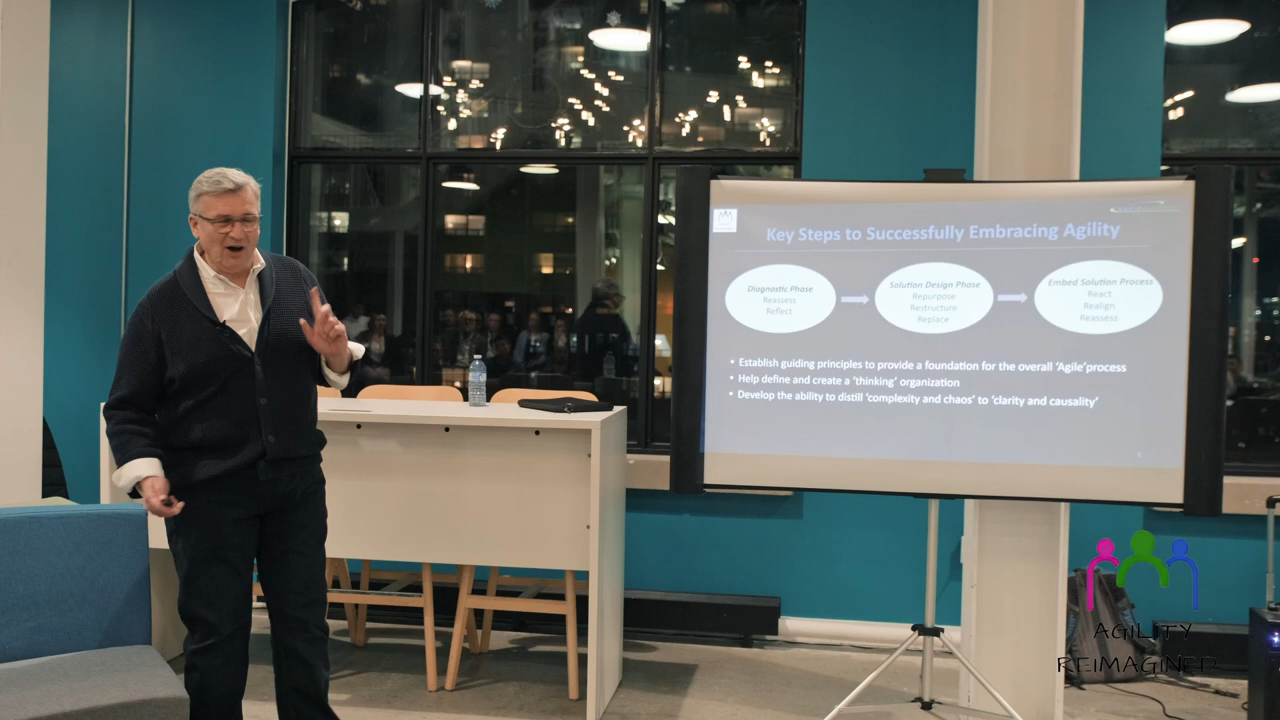 Key Steps to Successfully Embracing Agility
Diagnostic Phase
Reassess
Reflect
Solution Design Phase
Repurpose
Restructure
Replace
Embed Solution Process
React
Realign
Reassess
• Establish guiding principles to provide a foundation for the overall 'Agile'process
• Help define and create a 'thinking' organization
• Develop the ability to distill 'complexity and chaos' to 'clarity and causality'
AGILITY
REIMAGINED